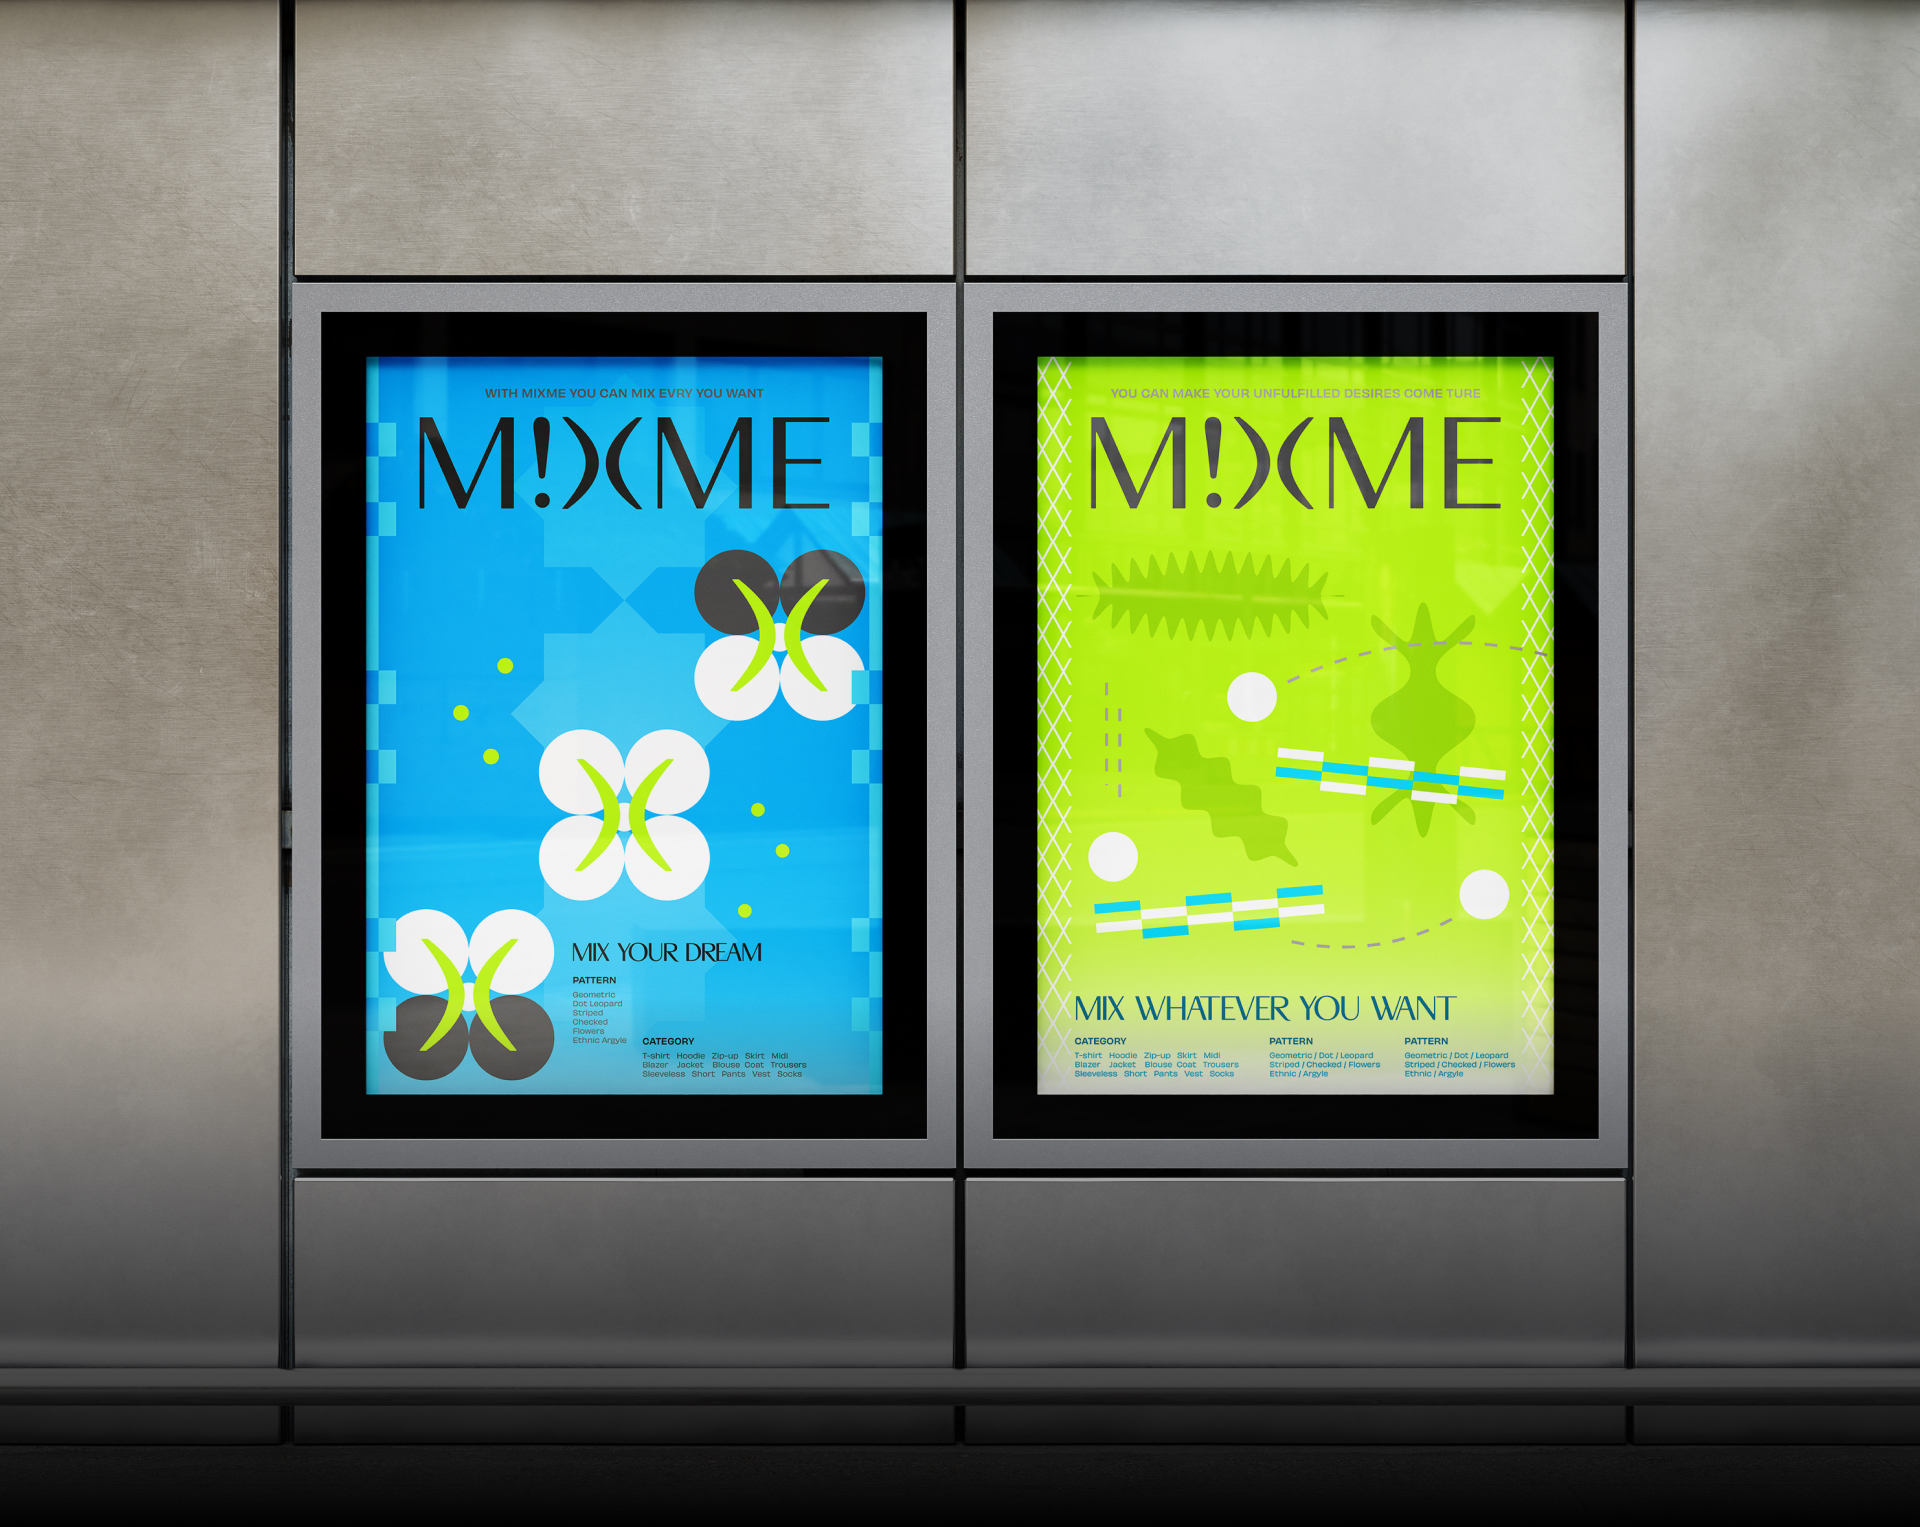 WITH MIXME YOU CAN MIX EVRY YOU WANT
M!XME
MIX YOUR DREAM
PATTERN
Geometric
Dot Leopard
Striped
Checked
Flowers
Ethnic Argyle
CATEGORY
T-shirt Hoodie Zip-up Skirt Midi
Blazer Jacket Blouse Coat Trousers
Sleeveless Short Pants Vest Socks
YOU CAN MAKE YOUR UNFULFILLED DESIRES COME TURE
M!XME
MIX WHATEVER YOU WANT
CATEGORY
T-shirt Hoodie Zip-up Skirt Midi
Blazer Jacket Blouse Coat Trousers
Sleeveless Short Pants Vest Socks
PATTERN
Geometric / Dot / Leopard
Striped / Checked / Flowers
Ethnic / Argyle
PATTERN
Geometric / Dot / Leopard
Striped / Checked / Flowers
Ethnic / Argyle